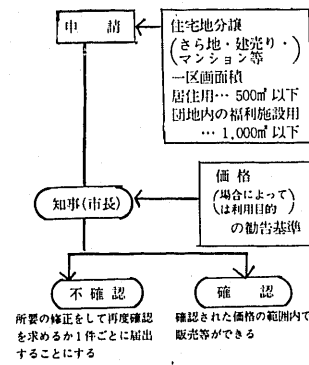 申請
住宅地分譲
(さら地・建売り・
マンション等)
一区画面積
居住用…500㎡以下
団地内の福利施設用
…1,000㎡以下
知事(市長)
価格
(場合によって
は利用目的)
の勧告基準
不確認
確認
所要の修正をして再度確認
を求めるか1件ごとに届出
することにする
確認された価格の範囲内で
販売等ができる